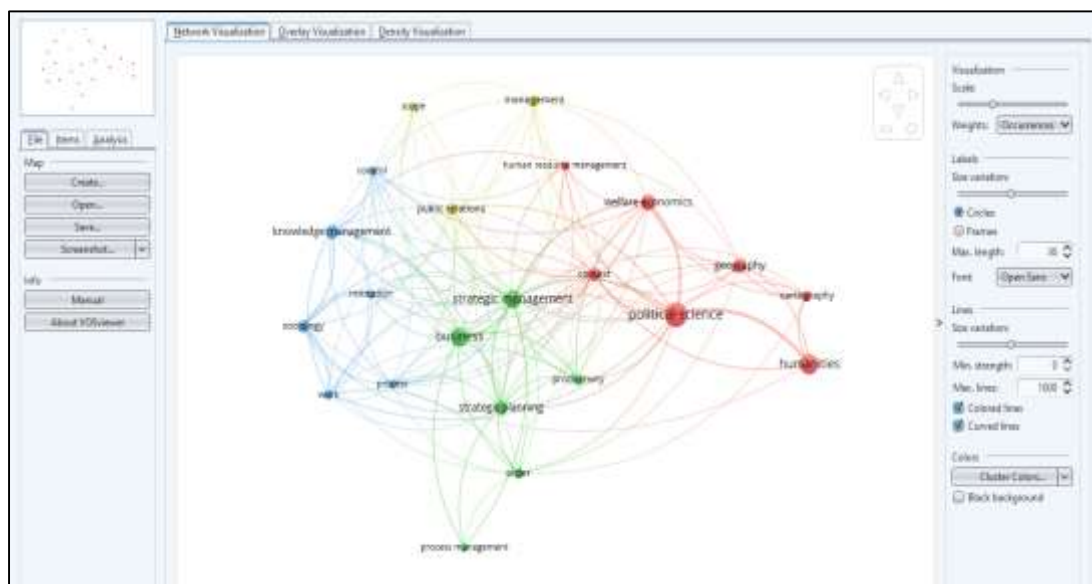 Network Visualization Overlay Visualization Density Visualization
File Items Analysis
Map
Create...
Open...
Save...
Screenshot...
Info
Manual
About VOSviewer
scope
management
human resource management
control
public relations
welfare economics
knowledge management
context
geography
cartography
strategic management
political science
sociology
business
humanities
process
work
strategic planning
order
process management
Visualization
Scale
Weights: Occurrences
Labels
Size variation:
Circles
Frames
Max. length: 30
Font: Open Sans
Lines
Size variation:
Min. strength: 0
Max. lines: 1000
Colored lines
Curved lines
Colors
Cluster Colors...
Black background